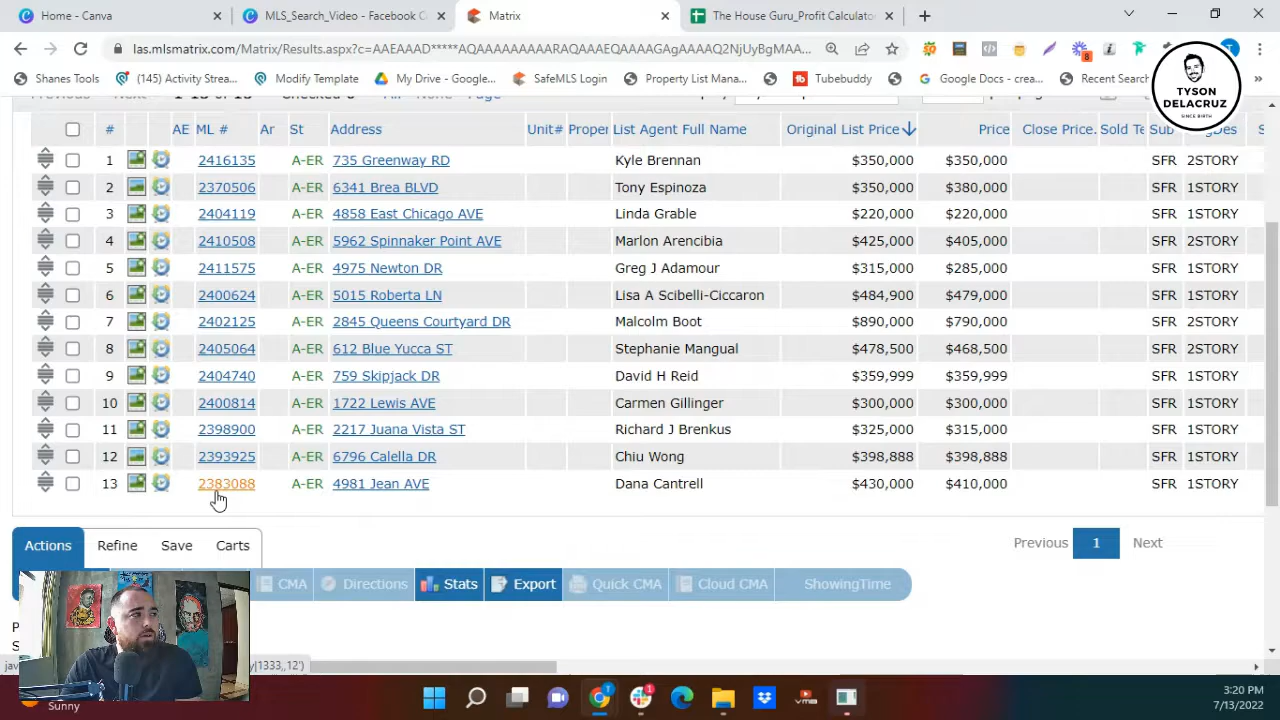 Home - Canva
MLS_Search_Video - Facebook C
Matrix
The House Guru_Profit Calculator
las.mlsmatrix.com/Matrix/Results.aspx?c=AAEAAAD*****AQAAAAAAAAARAQAAAEQAAAAGAgAAAAQ2NjUyBgMAA...
8
Shanes Tools
(145) Activity Strea...
Modify Template
My Drive - Google...
SafeMLS Login
Property List Mana...
Tubebuddy
Google Docs - crea...
Recent Search
TYSON
DELACRUZ
SINCE BIRTH
# AE ML # Ar St Address Unit# Proper List Agent Full Name Original List Price Price Close Price. Sold Te Sub gDes S
1 2416135 A-ER 735 Greenway RD Kyle Brennan $350,000 $350,000 SFR 2STORY
2 2370506 A-ER 6341 Brea BLVD Tony Espinoza $350,000 $380,000 SFR 1STORY
3 2404119 A-ER 4858 East Chicago AVE Linda Grable $220,000 $220,000 SFR 1STORY
4 2410508 A-ER 5962 Spinnaker Point AVE Marlon Arencibia $425,000 $405,000 SFR 2STORY
5 2411575 A-ER 4975 Newton DR Greg J Adamour $315,000 $285,000 SFR 1STORY
6 2400624 A-ER 5015 Roberta LN Lisa A Scibelli-Ciccaron $484,900 $479,000 SFR 1STORY
7 2402125 A-ER 2845 Queens Courtyard DR Malcolm Boot $890,000 $790,000 SFR 2STORY
8 2405064 A-ER 612 Blue Yucca ST Stephanie Mangual $478,500 $468,500 SFR 2STORY
9 2404740 A-ER 759 Skipjack DR David H Reid $359,999 $359,999 SFR 1STORY
10 2400814 A-ER 1722 Lewis AVE Carmen Gillinger $300,000 $300,000 SFR 1STORY
11 2398900 A-ER 2217 Juana Vista ST Richard J Brenkus $325,000 $315,000 SFR 1STORY
12 2393925 A-ER 6796 Calella DR Chiu Wong $398,888 $398,888 SFR 1STORY
13 2383088 A-ER 4981 Jean AVE Dana Cantrell $430,000 $410,000 SFR 1STORY
Actions Refine Save Carts
Previous 1 Next
CMA Directions Stats Export Quick CMA Cloud CMA ShowingTime
y|1333,,12')
Sunny
3:20 PM
7/13/2022